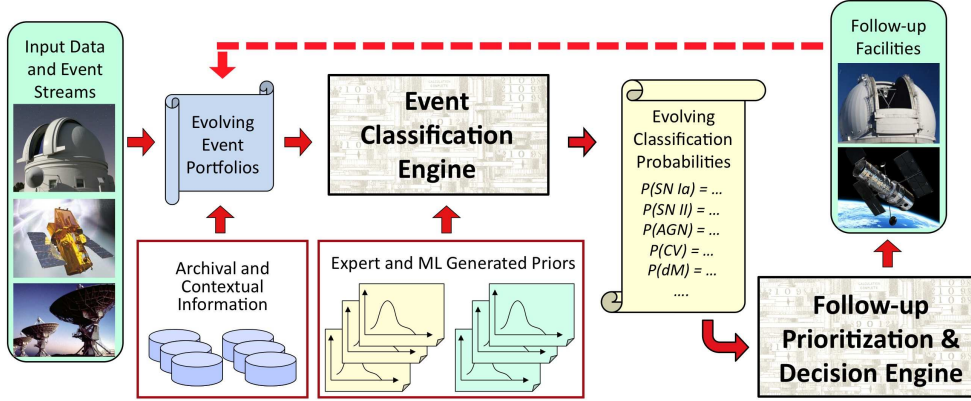 Input Data
and Event
Streams
Evolving
Event
Portfolios
Event
Classification
Engine
Evolving
Classification
Probabilities
P(SN Ia) = ...
P(SN II) = ...
P(AGN) = ...
P(CV) = ...
P(dM) = ...
....
Follow-up
Facilities
Archival and
Contextual
Information
Expert and ML Generated Priors
Follow-up
Prioritization &
Decision Engine